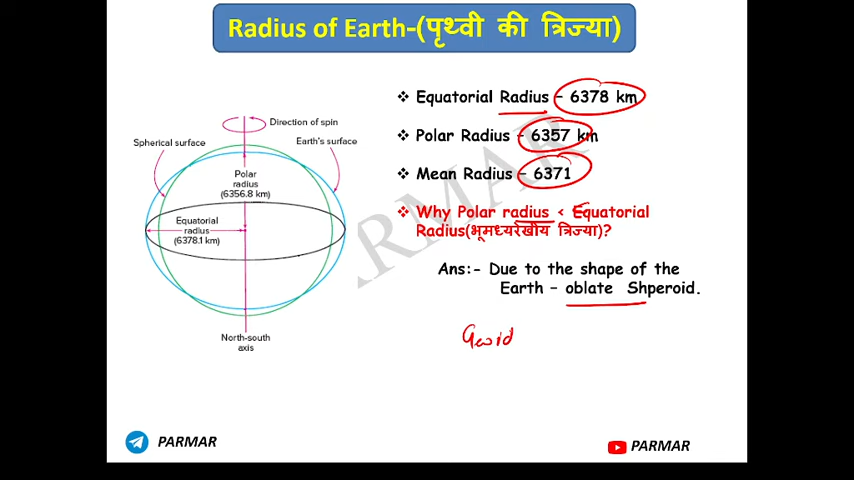 Radius of Earth-(पृथ्वी की त्रिज्या)
❖ Equatorial Radius – 6378 km
❖ Polar Radius – 6357 km
❖ Mean Radius – 6371
❖ Why Polar radius < Equatorial
Radius(भूमध्यरेखीय त्रिज्या)?
Ans:- Due to the shape of the
Earth – oblate Shperoid.
Geoid
Direction of spin
Spherical surface
Earth's surface
Polar
radius
(6356.8 km)
Equatorial
radius
(6378.1 km)
North-south
axis
PARMAR
PARMAR
PARMAR